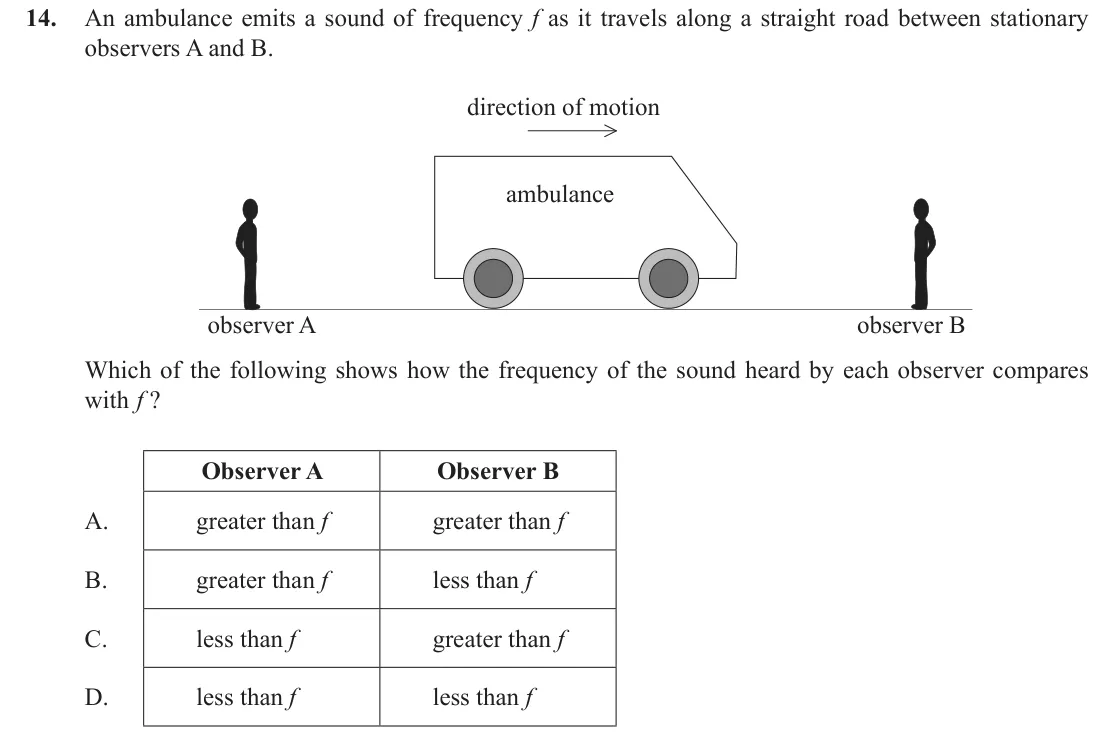 14. An ambulance emits a sound of frequency f as it travels along a straight road between stationary
observers A and B.
direction of motion
ambulance
observer A
observer B
Which of the following shows how the frequency of the sound heard by each observer compares
with f?
Observer A Observer B
A. greater than f greater than f
B. greater than f less than f
C. less than f greater than f
D. less than f less than f